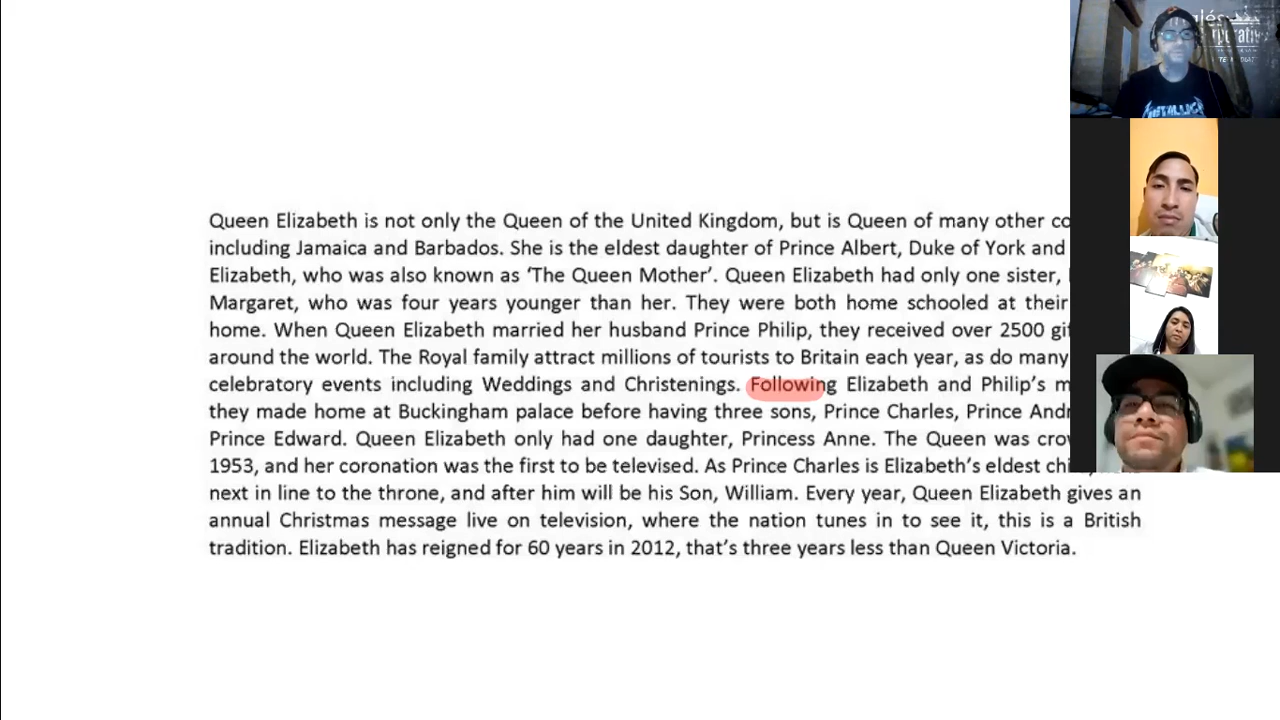 Queen Elizabeth is not only the Queen of the United Kingdom, but is Queen of many other
including Jamaica and Barbados. She is the eldest daughter of Prince Albert, Duke of York and
Elizabeth, who was also known as ‘The Queen Mother’. Queen Elizabeth had only one sister,
Margaret, who was four years younger than her. They were both home schooled at their
home. When Queen Elizabeth married her husband Prince Philip, they received over 2500
around the world. The Royal family attract millions of tourists to Britain each year, as do many
celebratory events including Weddings and Christenings. Following Elizabeth and Philip’s
they made home at Buckingham palace before having three sons, Prince Charles, Prince
Prince Edward. Queen Elizabeth only had one daughter, Princess Anne. The Queen was
1953, and her coronation was the first to be televised. As Prince Charles is Elizabeth’s eldest
next in line to the throne, and after him will be his Son, William. Every year, Queen Elizabeth gives an
annual Christmas message live on television, where the nation tunes in to see it, this is a British
tradition. Elizabeth has reigned for 60 years in 2012, that’s three years less than Queen Victoria.
METALLICA